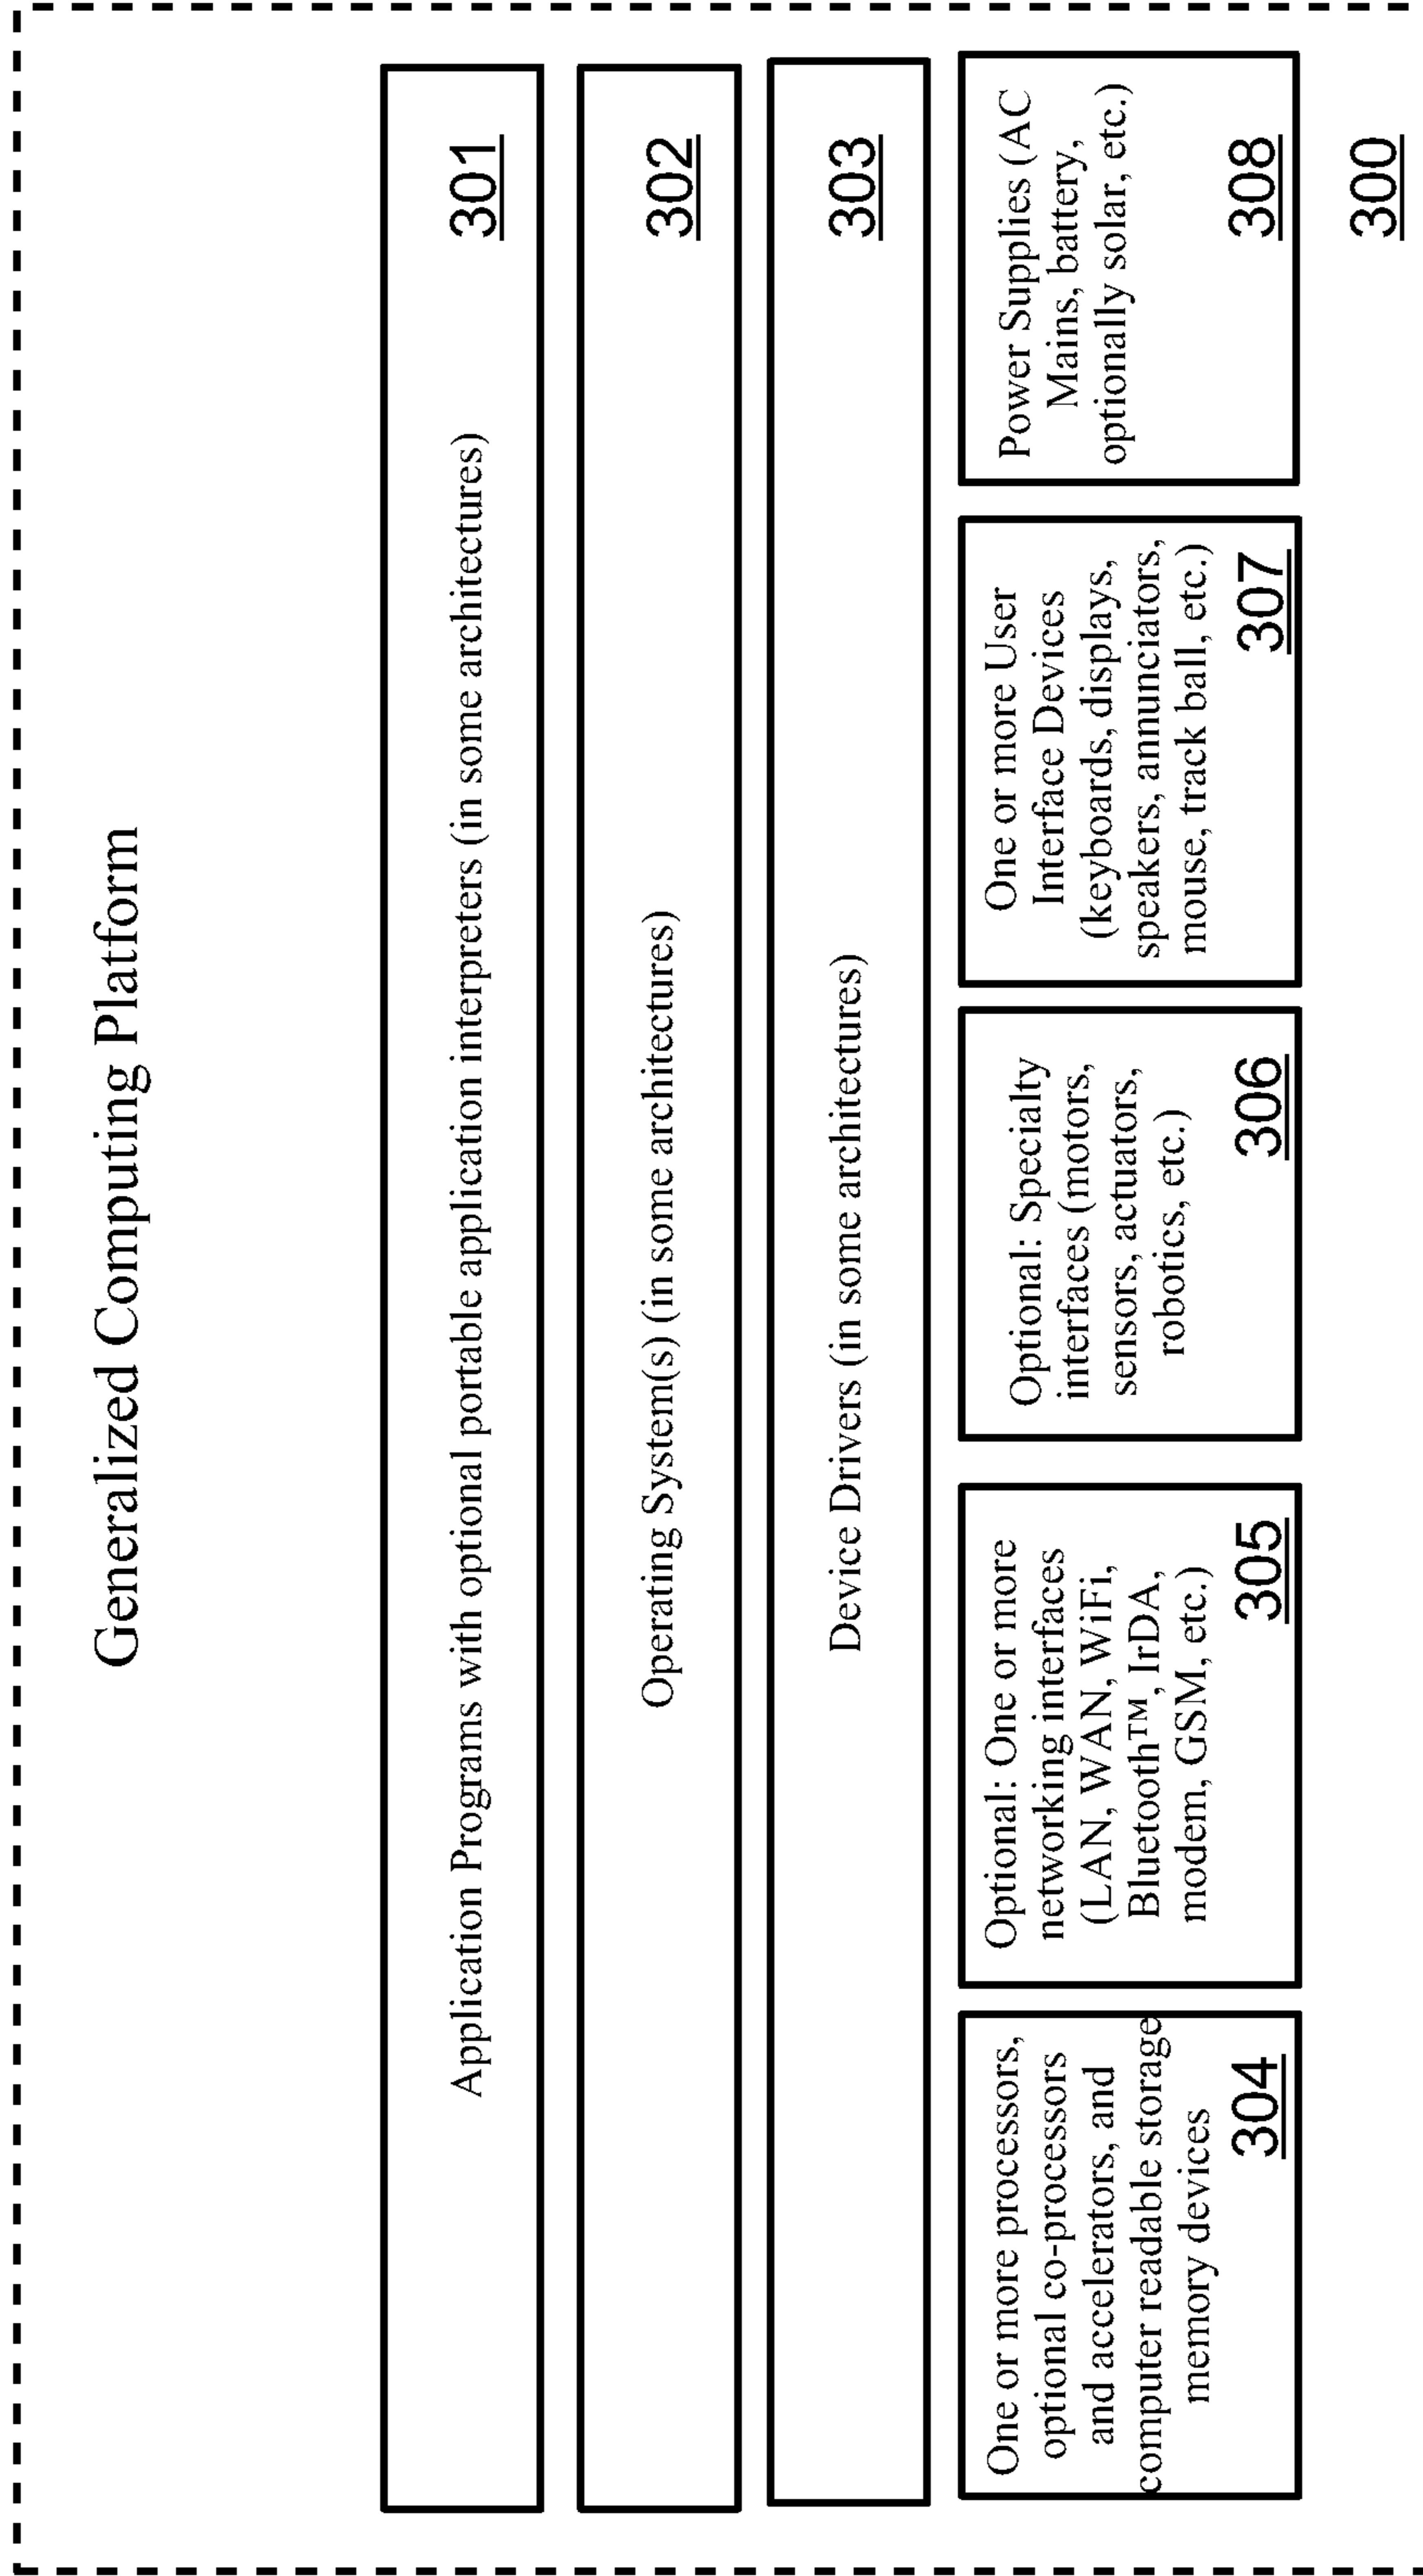 Generalized Computing Platform
Application Programs with optional portable application interpreters (in some architectures)
301
Operating System(s) (in some architectures)
302
Device Drivers (in some architectures)
303
One or more processors,
optional co-processors
and accelerators, and
computer readable storage
memory devices
304
Optional: One or more
networking interfaces
(LAN, WAN, WiFi,
Bluetooth™, IrDA,
modem, GSM, etc.)
305
Optional: Specialty
interfaces (motors,
sensors, actuators,
robotics, etc.)
306
One or more User
Interface Devices
(keyboards, displays,
speakers, annunciators,
mouse, track ball, etc.)
307
Power Supplies (AC
Mains, battery,
optionally solar, etc.)
308
300